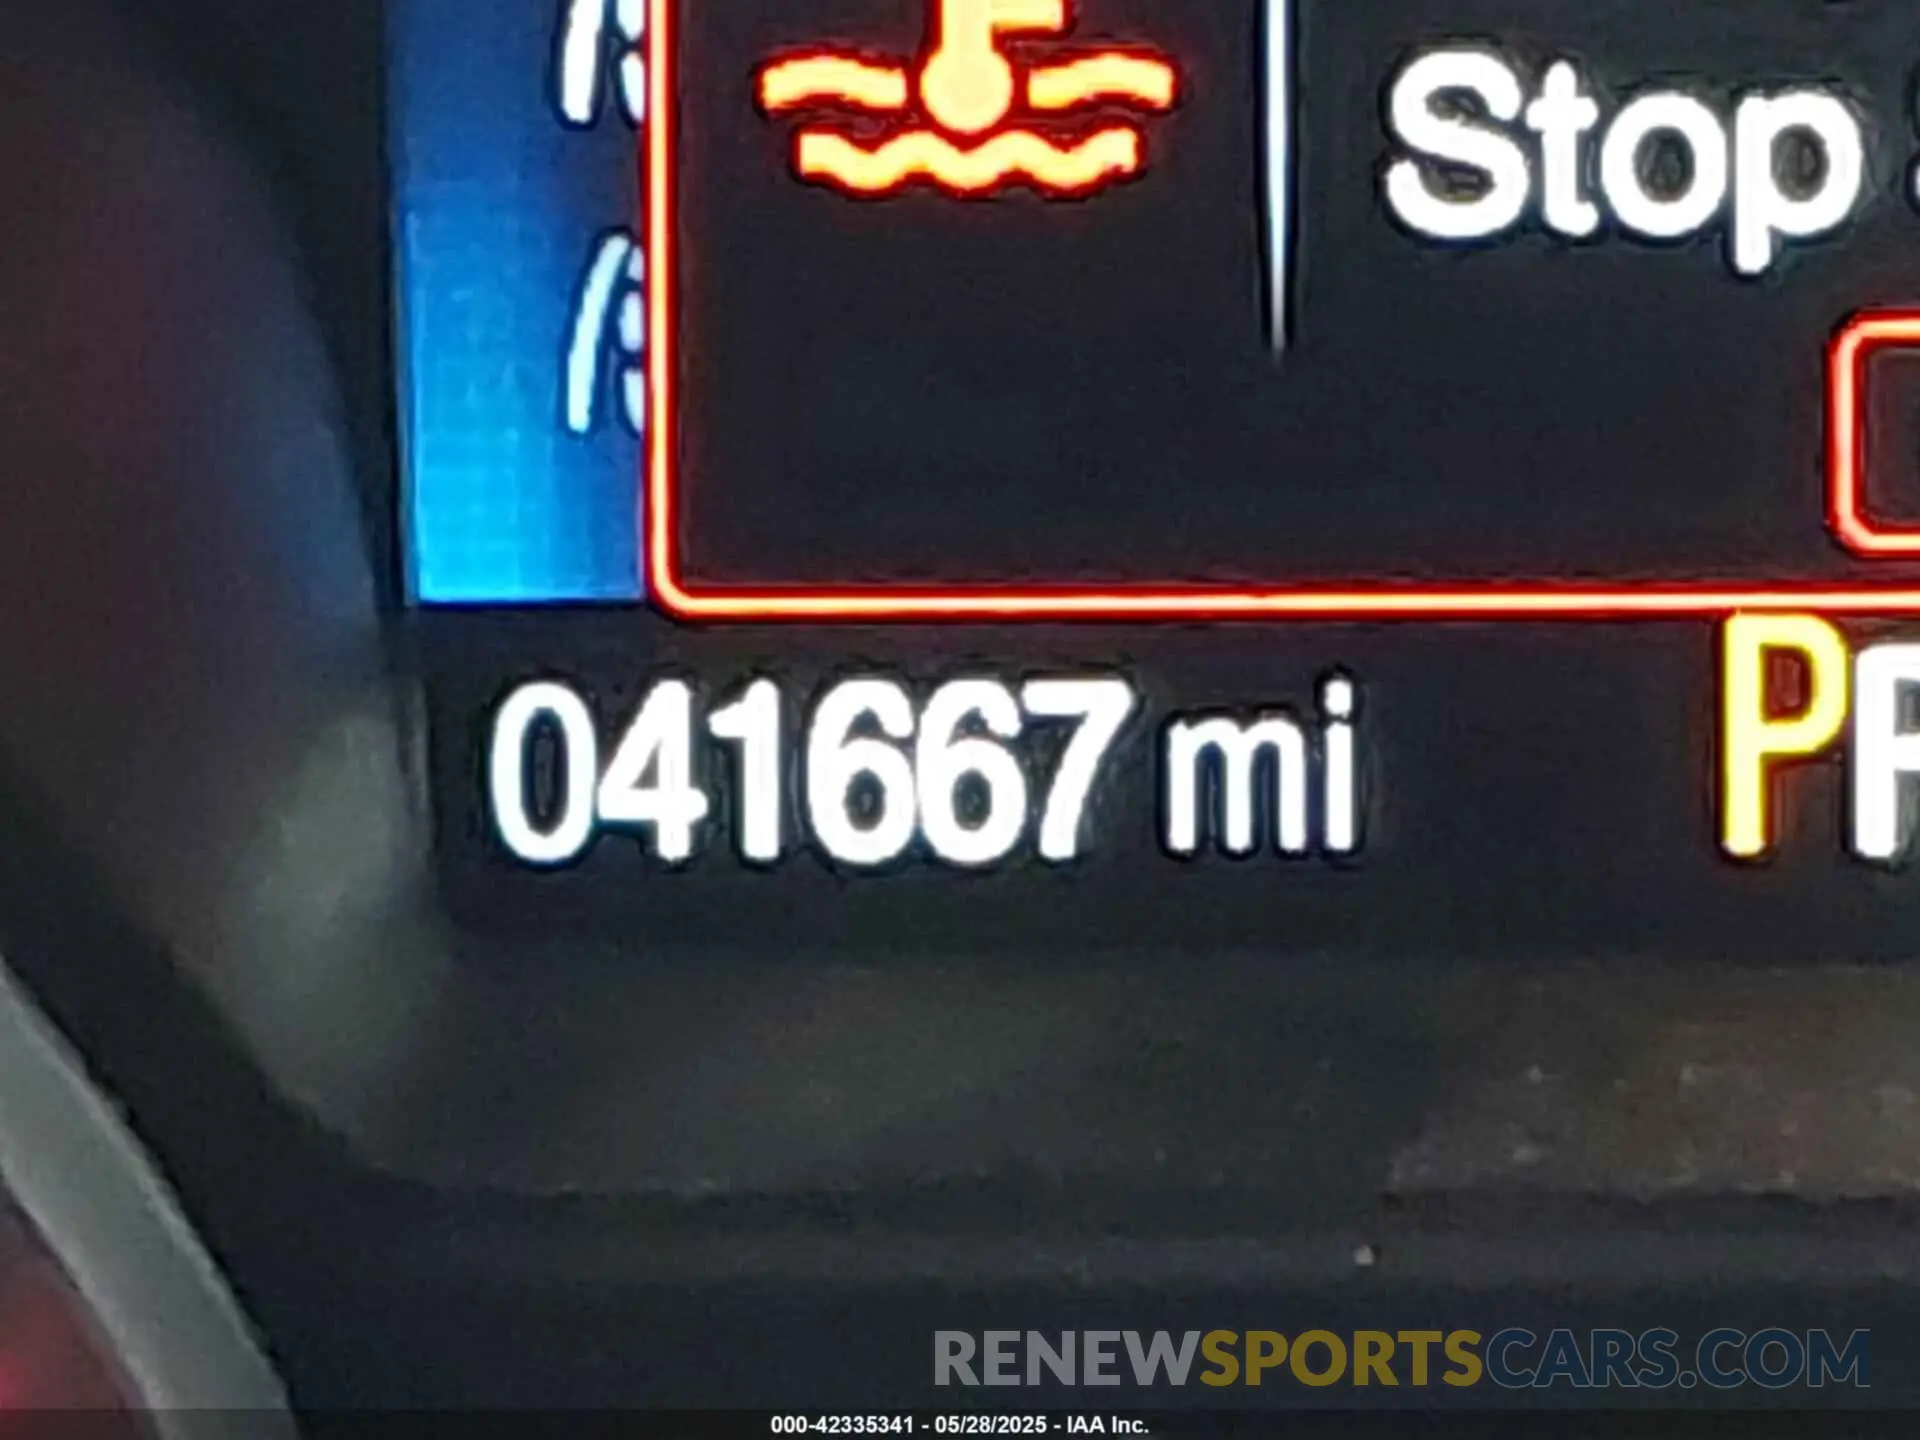 Stop
041667 mi
P
RENEWSPORTSCARS.COM
000-42335341 - 05/28/2025 - IAA Inc.